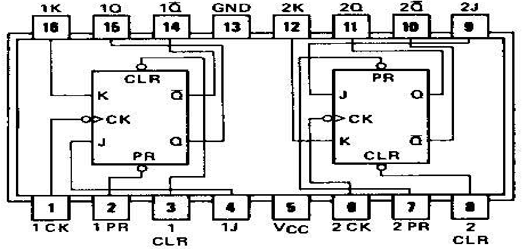 1K 1Q 1Q̅ GND 2K 2Q 2Q̅ 2J
16 15 14 13 12 11 10 9
CLR PR
K Q̅ J Q
CK CK
J Q K Q̅
PR CLR
1 2 3 4 5 6 7 8
1 CK 1 PR 1 1J VCC 2 CK 2 PR 2
CLR CLR